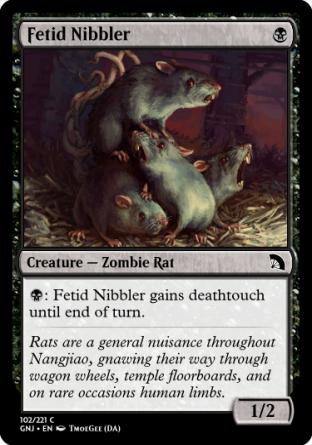 Fetid Nibbler
Creature — Zombie Rat
: Fetid Nibbler gains deathtouch
until end of turn.
Rats are a general nuisance throughout
Nangjiao, gnawing their way through
wagon wheels, temple floorboards, and
on rare occasions human limbs.
1/2
102/221 C
GNJ • EN TMOEGEE (DA)